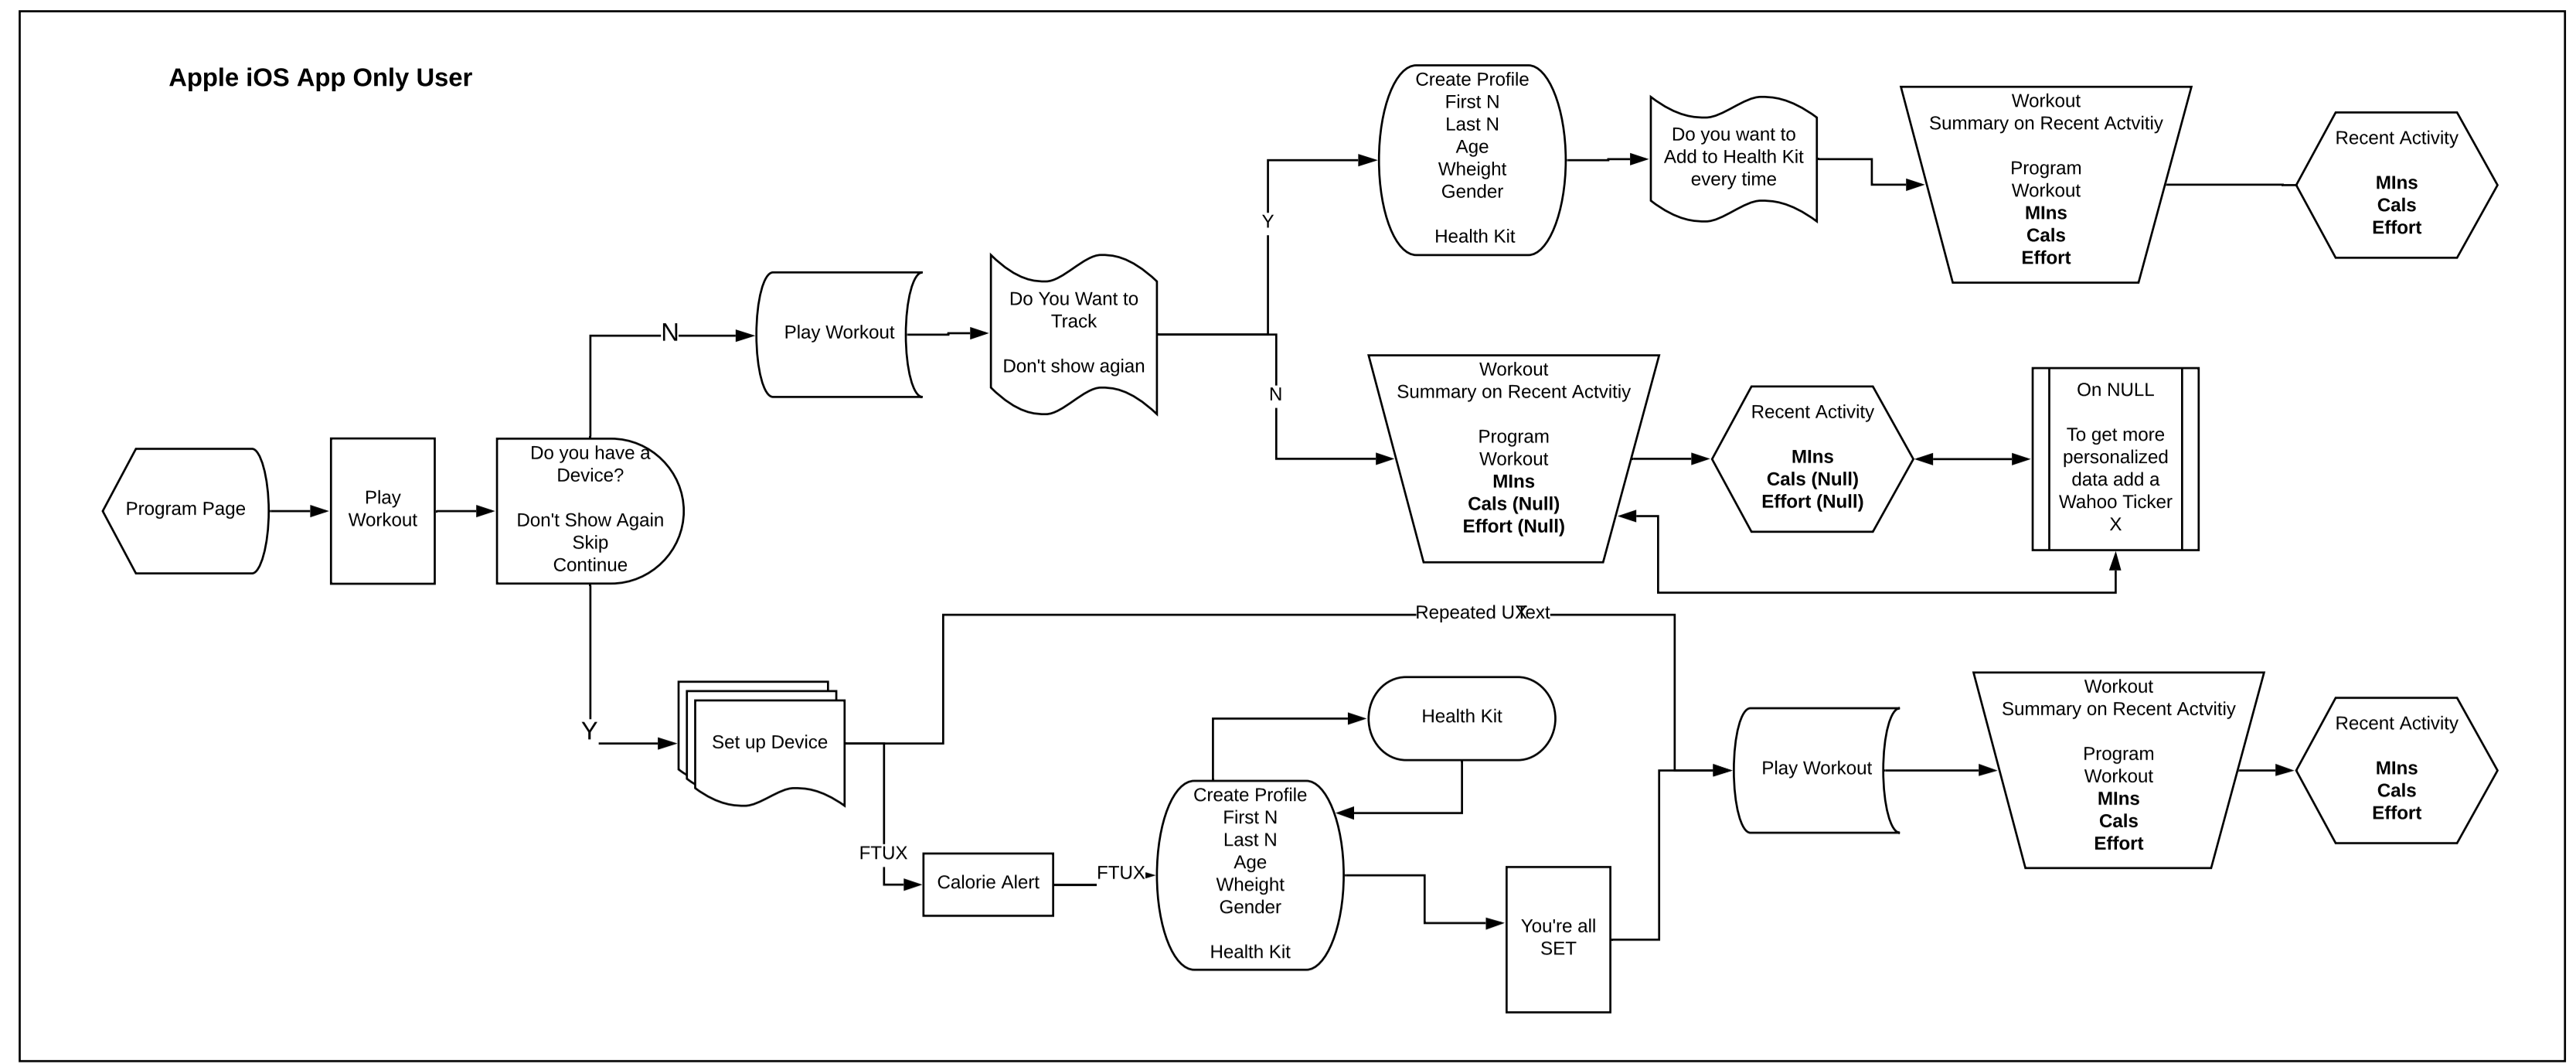 Apple iOS App Only User
Program Page
Play
Workout
Do you have a
Device?
Don't Show Again
Skip
Continue
N
Play Workout
Do You Want to
Track
Don't show agian
Y
Create Profile
First N
Last N
Age
Wheight
Gender
Health Kit
Do you want to
Add to Health Kit
every time
Workout
Summary on Recent Actvitiy
Program
Workout
MIns
Cals
Effort
Recent Activity
MIns
Cals
Effort
N
Workout
Summary on Recent Actvitiy
Program
Workout
MIns
Cals (Null)
Effort (Null)
Recent Activity
MIns
Cals (Null)
Effort (Null)
On NULL
To get more
personalized
data add a
Wahoo Ticker
X
Y
Set up Device
Repeated UX
Text
FTUX
Calorie Alert
FTUX
Create Profile
First N
Last N
Age
Wheight
Gender
Health Kit
Health Kit
You're all
SET
Play Workout
Workout
Summary on Recent Actvitiy
Program
Workout
MIns
Cals
Effort
Recent Activity
MIns
Cals
Effort